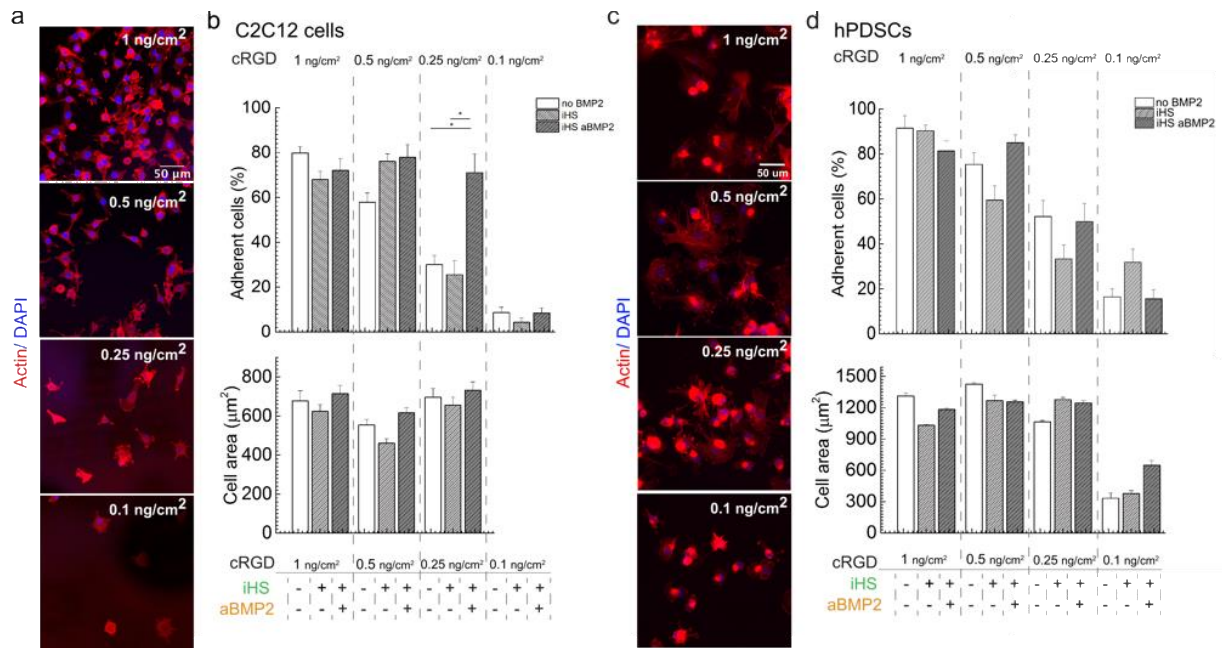 a
1 ng/cm2
50 µm
0.5 ng/cm2
0.25 ng/cm2
0.1 ng/cm2
Actin/ DAPI
b
C2C12 cells
cRGD 1 ng/cm² 0.5 ng/cm² 0.25 ng/cm² 0.1 ng/cm²
100
80
60
40
20
0
Adherent cells (%)
no BMP2
iHS
iHS aBMP2
* *
800
600
400
200
0
Cell area (µm²)
cRGD 1 ng/cm² 0.5 ng/cm² 0.25 ng/cm² 0.1 ng/cm²
iHS - + + - + + - + + - + +
aBMP2 - - + - - + - - + - - +
c
1 ng/cm2
50 um
0.5 ng/cm2
0.25 ng/cm2
0.1 ng/cm2
Actin/ DAPI
d
hPDSCs
cRGD 1 ng/cm² 0.5 ng/cm² 0.25 ng/cm² 0.1 ng/cm²
100
80
60
40
20
0
Adherent cells (%)
no BMP2
iHS
iHS aBMP2
1500
1200
900
600
300
0
Cell area (µm²)
cRGD 1 ng/cm² 0.5 ng/cm² 0.25 ng/cm² 0.1 ng/cm²
iHS - + + - + + - + + - + +
aBMP2 - - + - - + - - + - - +